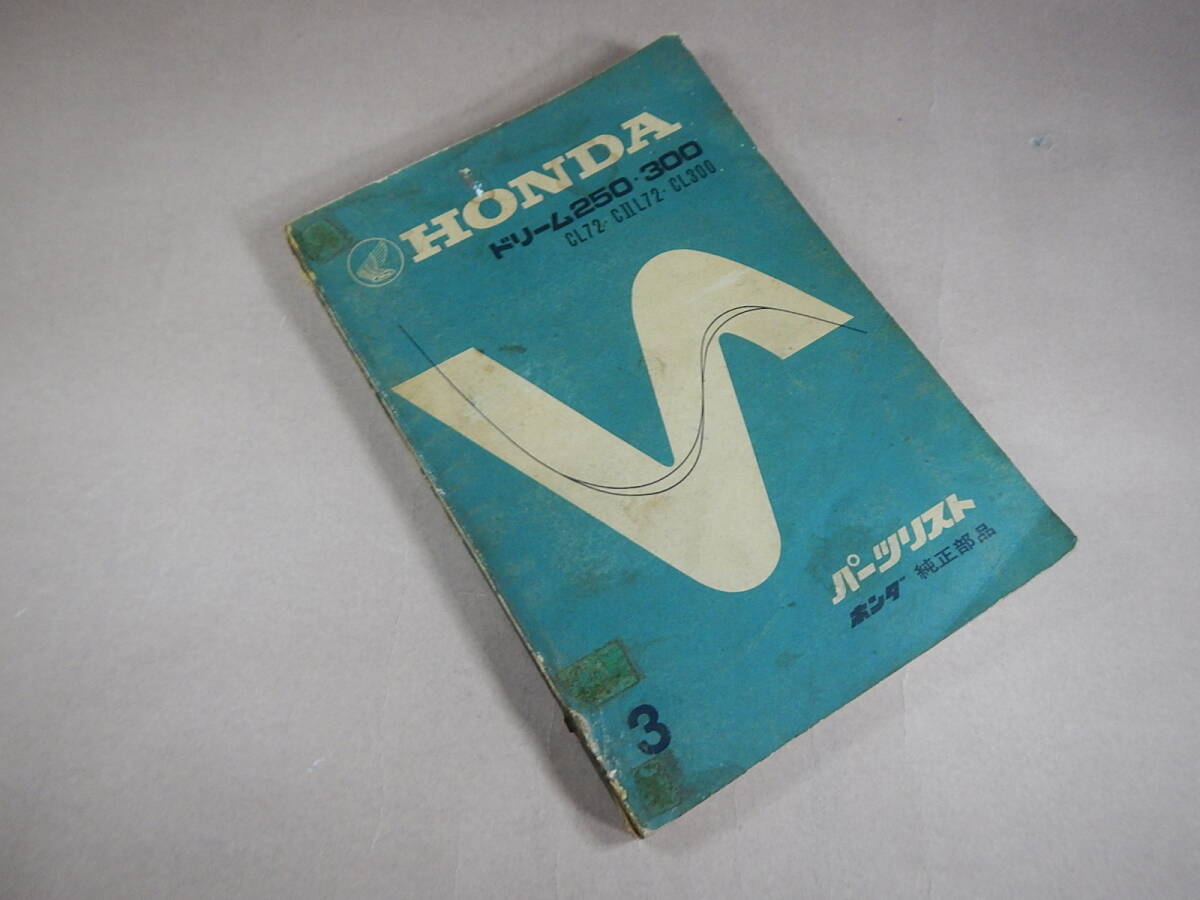 HONDA
ドリーム250・300
CL72・CⅡL72・CL300
パーツリスト
ホンダ 純正部品
3